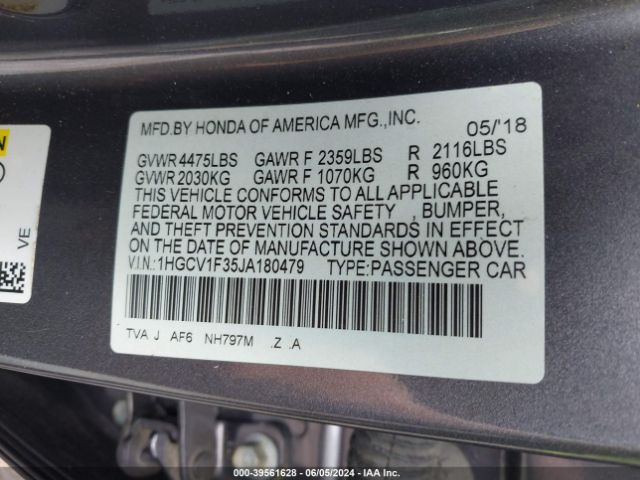 MFD.BY HONDA OF AMERICA MFG.,INC. 05/'18
GVWR 4475LBS GAWR F 2359LBS R 2116LBS
GVWR 2030KG GAWR F 1070KG R 960KG
THIS VEHICLE CONFORMS TO ALL APPLICABLE
FEDERAL MOTOR VEHICLE SAFETY , BUMPER,
AND THEFT PREVENTION STANDARDS IN EFFECT
ON THE DATE OF MANUFACTURE SHOWN ABOVE.
V.I.N.:1HGCV1F35JA180479 TYPE:PASSENGER CAR
TVA J AF6 NH797M .Z .A
VE
000-39561628 - 06/05/2024 - IAA Inc.